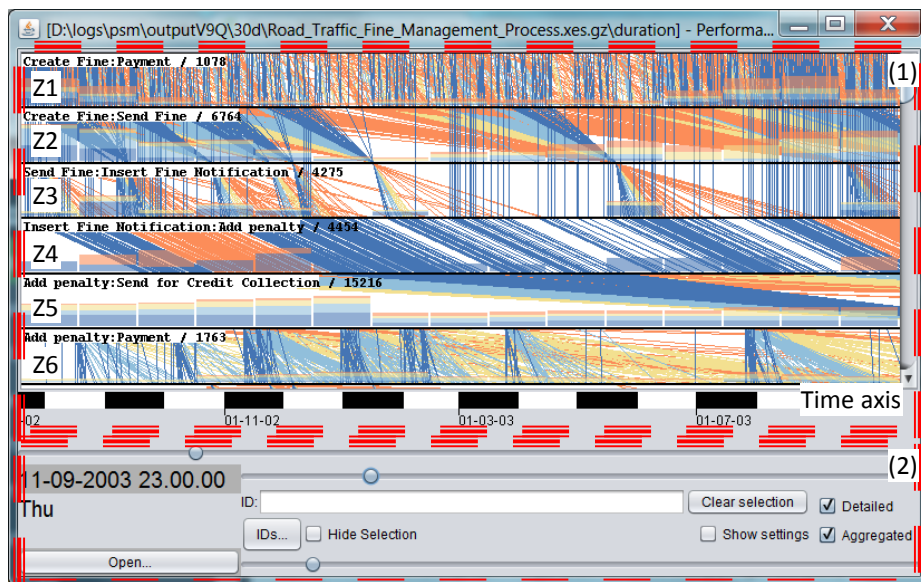 [D:\logs\psm\outputV9Q\30d\Road_Traffic_Fine_Management_Process.xes.gz\duration] - Performa...
(1)
Create Fine:Payment / 1078
Z1
Create Fine:Send Fine / 6764
Z2
Send Fine:Insert Fine Notification / 4275
Z3
Insert Fine Notification:Add penalty / 4454
Z4
Add penalty:Send for Credit Collection / 15216
Z5
Add penalty:Payment / 1763
Z6
Time axis
-02 01-11-02 01-03-03 01-07-03
(2)
11-09-2003 23.00.00
Thu
ID: Clear selection Detailed
IDs... Hide Selection Show settings Aggregated
Open...